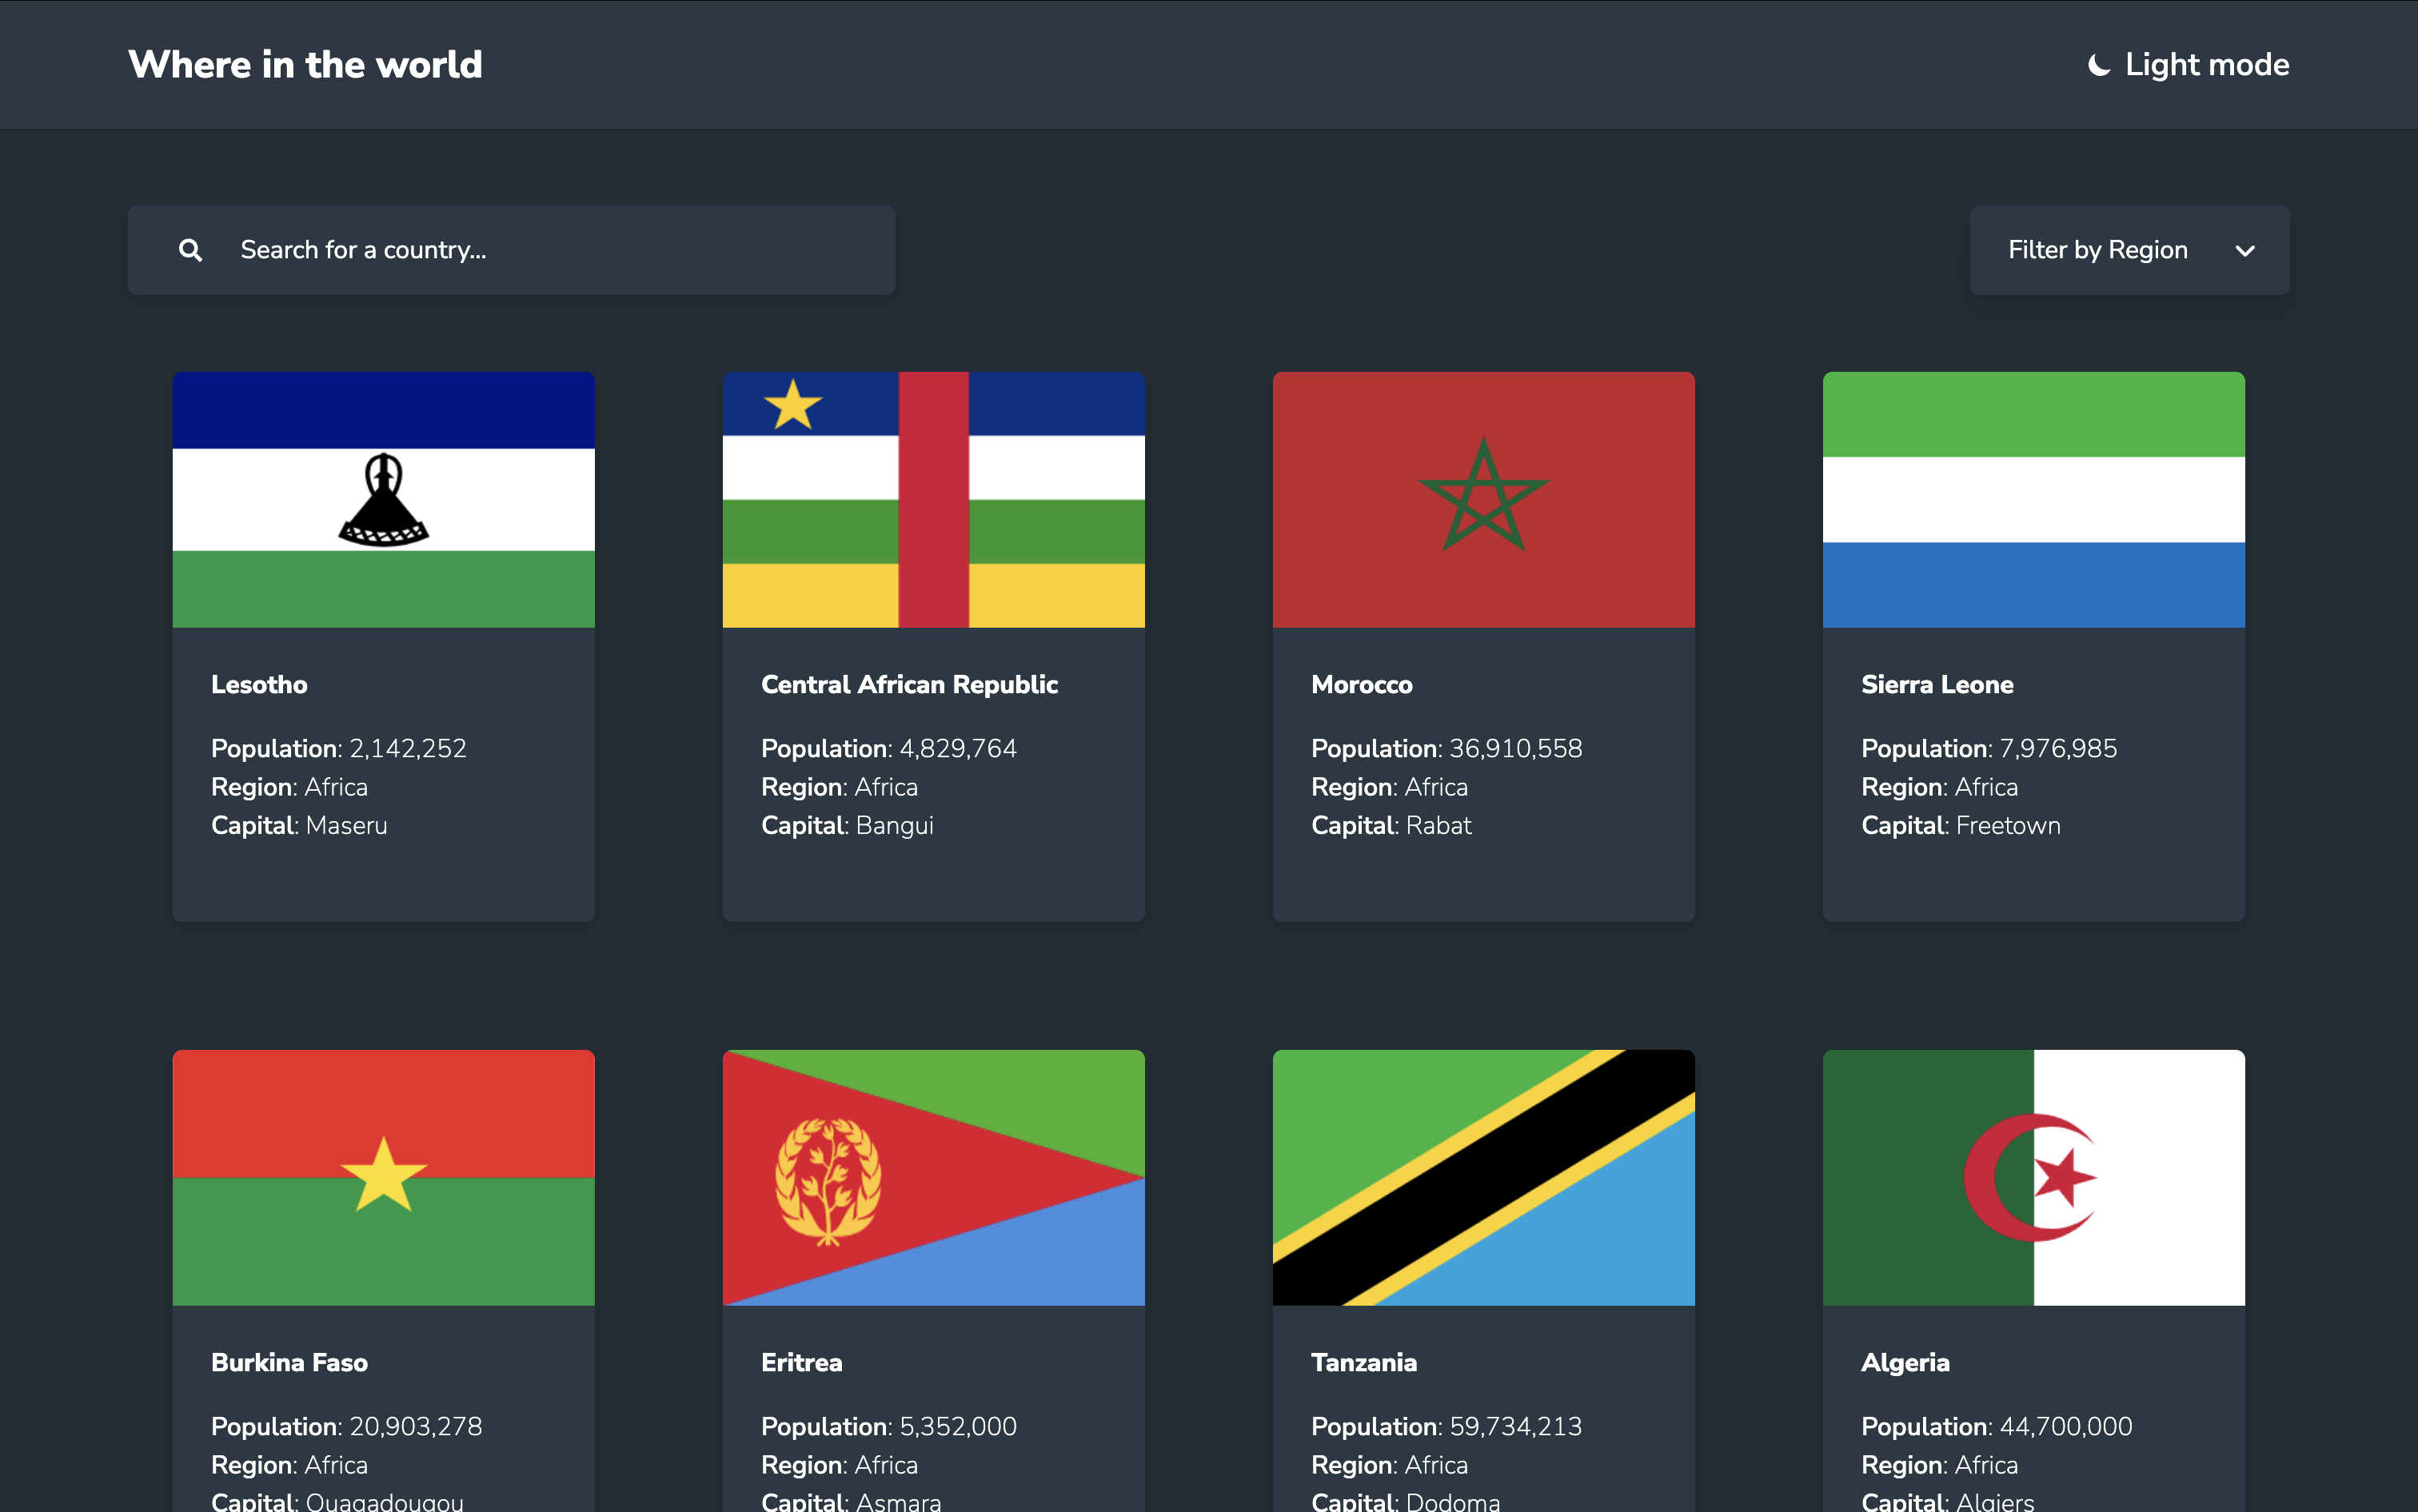 Where in the world
Light mode
Search for a country...
Filter by Region
Lesotho
Population: 2,142,252
Region: Africa
Capital: Maseru
Central African Republic
Population: 4,829,764
Region: Africa
Capital: Bangui
Morocco
Population: 36,910,558
Region: Africa
Capital: Rabat
Sierra Leone
Population: 7,976,985
Region: Africa
Capital: Freetown
Burkina Faso
Population: 20,903,278
Region: Africa
Capital: Ouagadougou
Eritrea
Population: 5,352,000
Region: Africa
Capital: Asmara
Tanzania
Population: 59,734,213
Region: Africa
Capital: Dodoma
Algeria
Population: 44,700,000
Region: Africa
Capital: Algiers